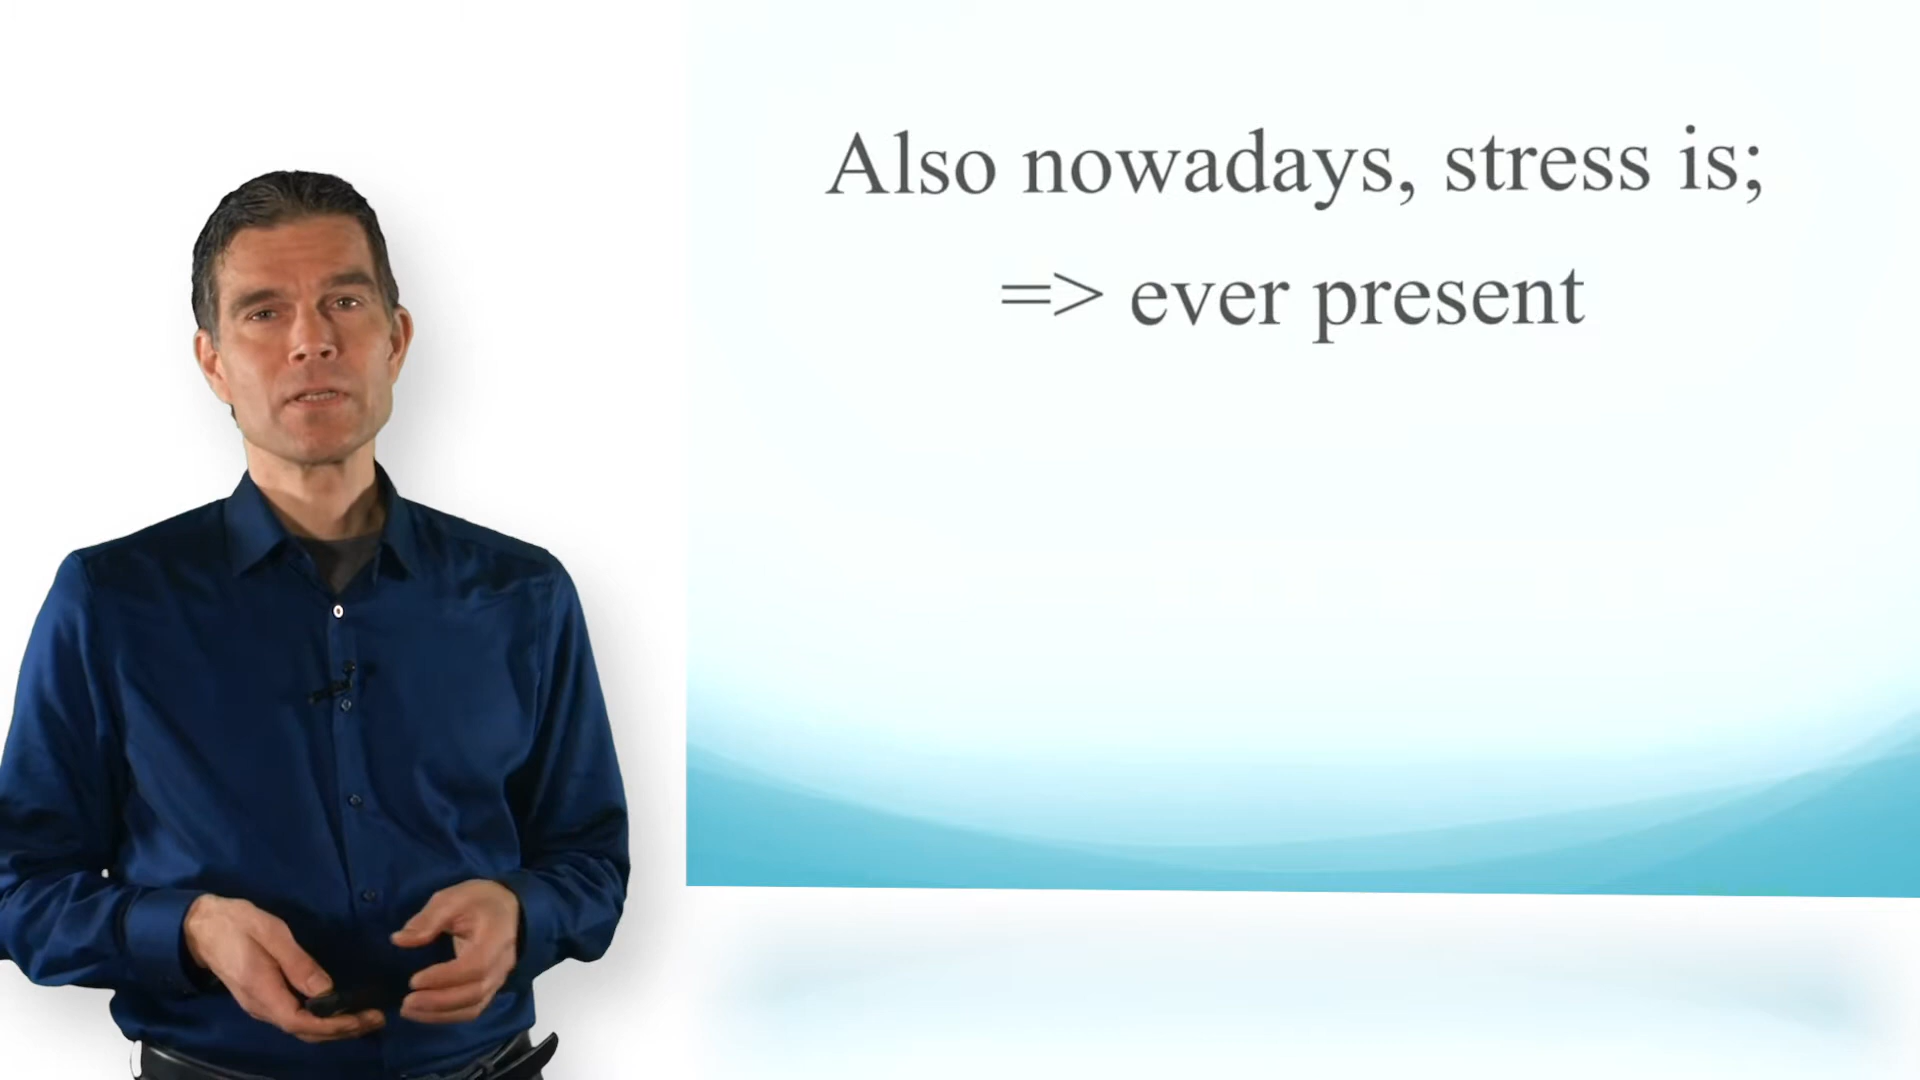 Also nowadays, stress is;
=> ever present